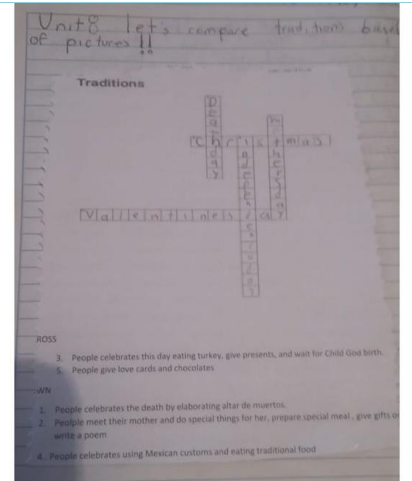 Unit 8 let's compare traditions based
of pictures!!
Traditions
Christmas
Valentines
ROSS
3. People celebrates this day eating turkey, give presents, and wait for Child God birth
5. People give love cards and chocolates
WN
1. People celebrates the death by elaborating altar de muertos.
2. Peolple meet their mother and do special things for her, prepare special meal, give gifts or
write a poem
4. People celebrates using Mexican customs and eating traditional food